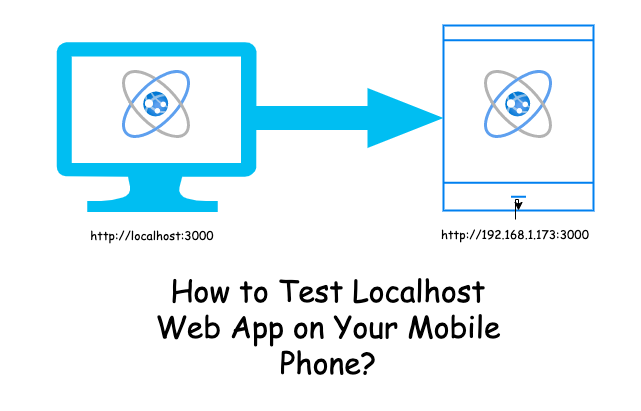 http://localhost:3000
http://192.168.1.173:3000
How to Test Localhost
Web App on Your Mobile
Phone?